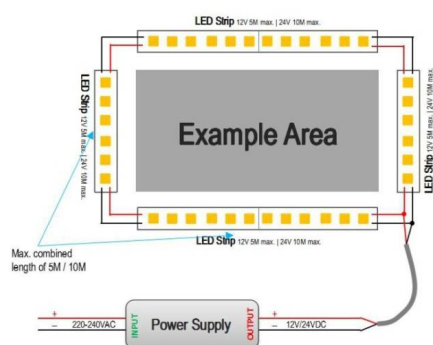 LED Strip 12V 5M max. | 24V 10M max.
LED Strip 12V 5M max. | 24V 10M max.
Example Area
LED Strip 12V 5M max. | 24V 10M max.
LED Strip 12V 5M max. | 24V 10M max.
Max. combined
length of 5M / 10M
+
220-240VAC
–
INPUT
Power Supply
OUTPUT
+
12V/24VDC
–